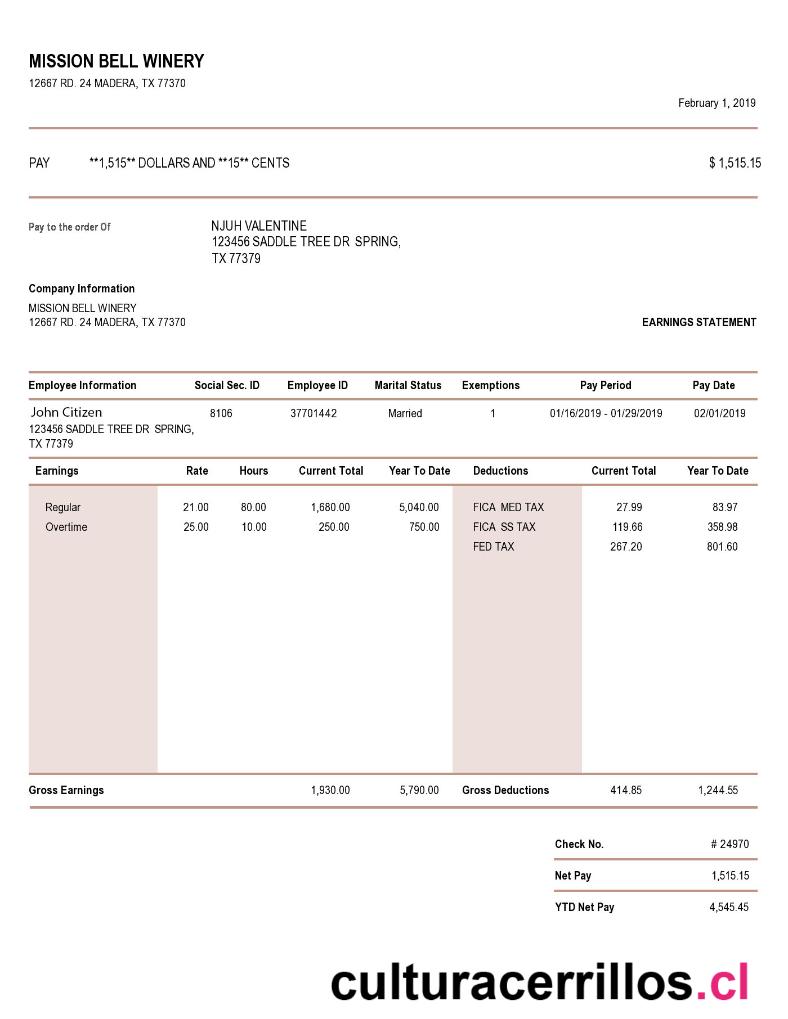 MISSION BELL WINERY
12667 RD. 24 MADERA, TX 77370
February 1, 2019
PAY **1,515** DOLLARS AND **15** CENTS $ 1,515.15
Pay to the order Of NJUH VALENTINE
123456 SADDLE TREE DR SPRING,
TX 77379
Company Information
MISSION BELL WINERY
12667 RD. 24 MADERA, TX 77370 EARNINGS STATEMENT
Employee Information Social Sec. ID Employee ID Marital Status Exemptions Pay Period Pay Date
John Citizen 8106 37701442 Married 1 01/16/2019 - 01/29/2019 02/01/2019
123456 SADDLE TREE DR SPRING,
TX 77379
Earnings Rate Hours Current Total Year To Date Deductions Current Total Year To Date
Regular 21.00 80.00 1,680.00 5,040.00 FICA MED TAX 27.99 83.97
Overtime 25.00 10.00 250.00 750.00 FICA SS TAX 119.66 358.98
FED TAX 267.20 801.60
Gross Earnings 1,930.00 5,790.00 Gross Deductions 414.85 1,244.55
Check No. # 24970
Net Pay 1,515.15
YTD Net Pay 4,545.45
culturacerrillos.cl